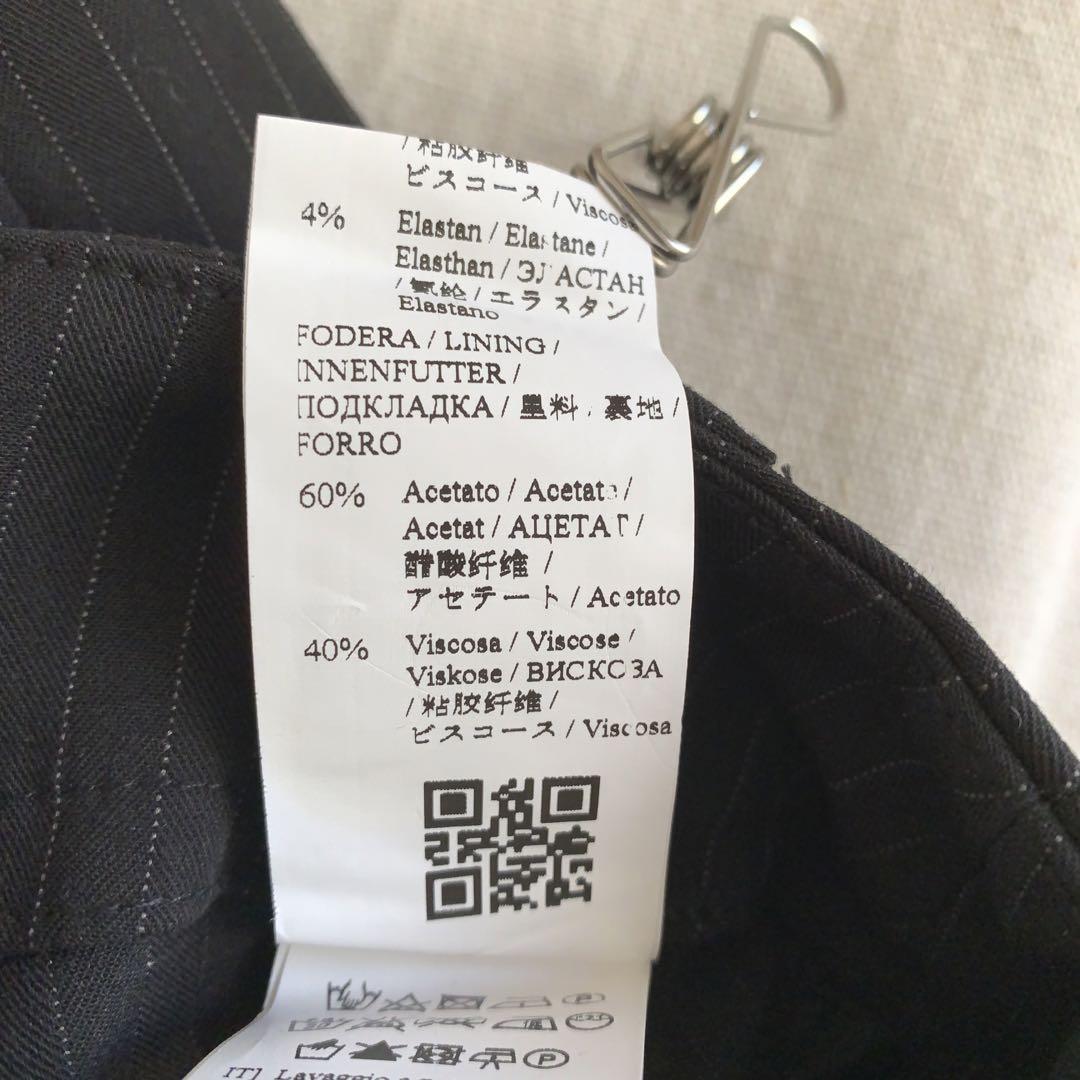 / 粘胶纤维
ビスコース / Viscosa
4% Elastan / Elastane /
Elasthan / ЭЛАСТАН
/ 氨纶 / エラスタン /
Elastano
FODERA / LINING /
INNENFUTTER /
ПОДКЛАДКА / 里料 / 裏地 /
FORRO
60% Acetato / Acetate /
Acetat / АЦЕТАТ /
醋酸纤维 /
アセテート / Acetato
40% Viscosa / Viscose /
Viskose / ВИСКОЗА
/ 粘胶纤维 /
ビスコース / Viscosa
IT] Lavaggio